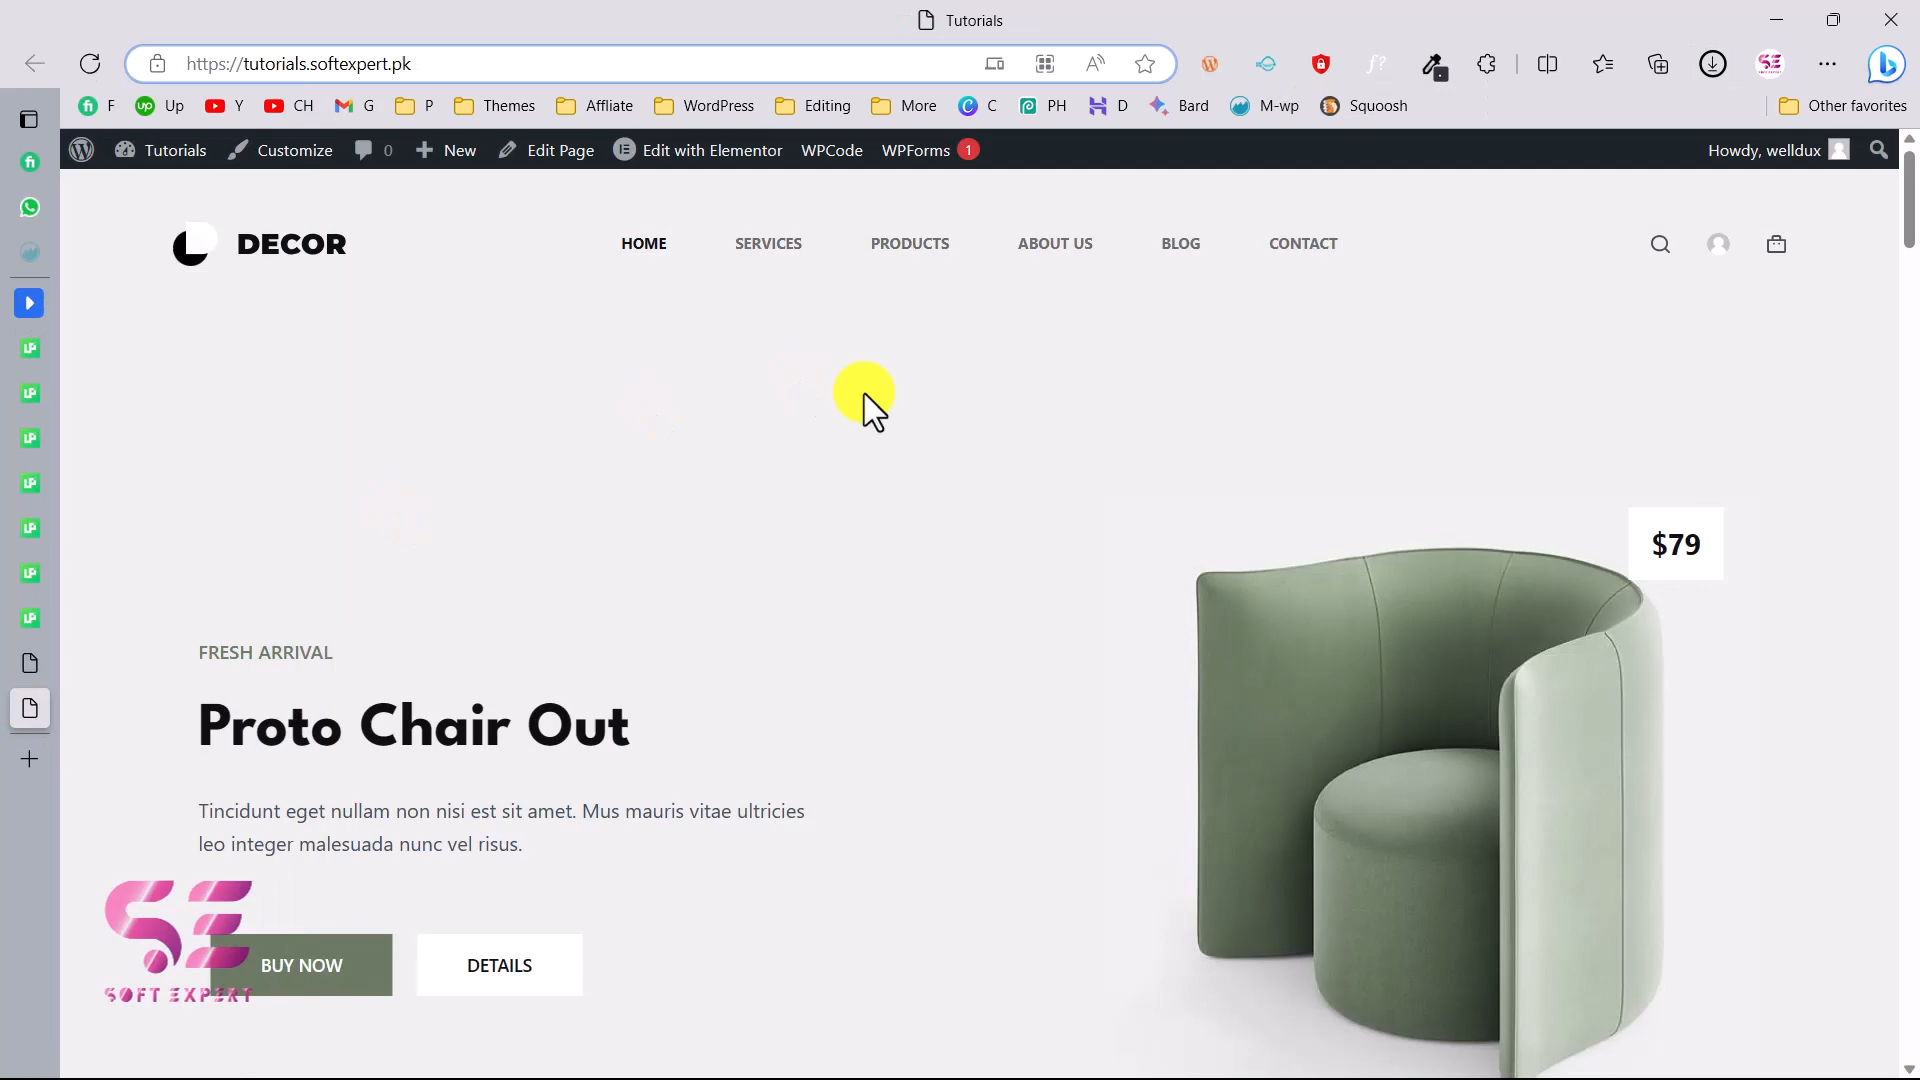 Tutorials
https://tutorials.softexpert.pk
F Up Y CH G P Themes Affliate WordPress Editing More C PH D Bard M-wp Squoosh Other favorites
Tutorials Customize 0 New Edit Page Edit with Elementor WPCode WPForms 1 Howdy, welldux
DECOR HOME SERVICES PRODUCTS ABOUT US BLOG CONTACT
$79
FRESH ARRIVAL
Proto Chair Out
Tincidunt eget nullam non nisi est sit amet. Mus mauris vitae ultricies
leo integer malesuada nunc vel risus.
SE
BUY NOW DETAILS
SOFT EXPERT